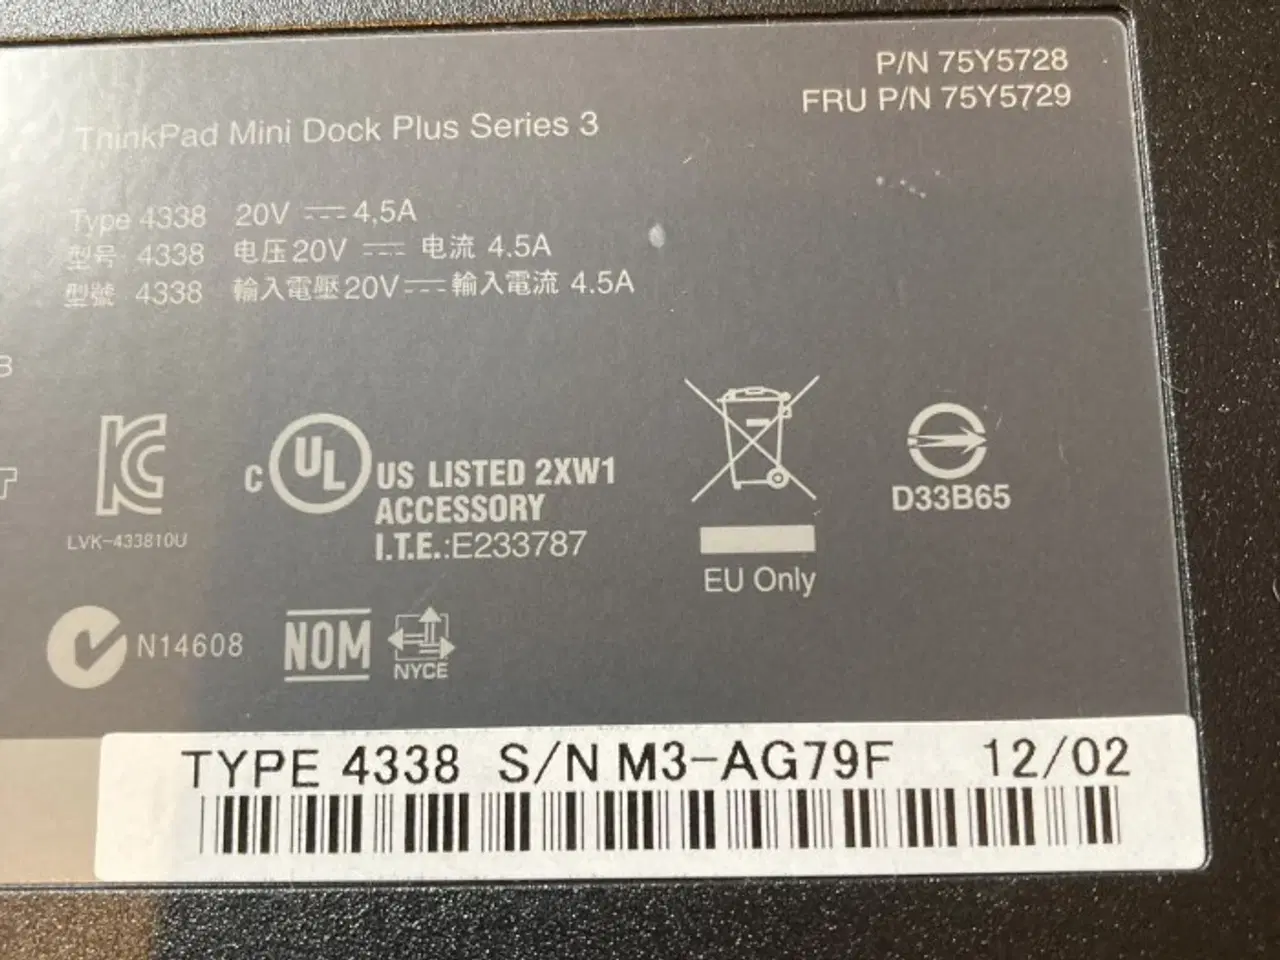 P/N 75Y5728
FRU P/N 75Y5729
ThinkPad Mini Dock Plus Series 3
Type 4338 20V ⎓ 4,5A
型号 4338 电压20V ⎓ 电流 4.5A
型號 4338 輸入電壓20V ⎓ 輸入電流 4.5A
LVK-433810U
C UL US LISTED 2XW1
ACCESSORY
I.T.E.:E233787
EU Only
D33B65
N14608
NOM
NYCE
TYPE 4338 S/N M3-AG79F 12/02